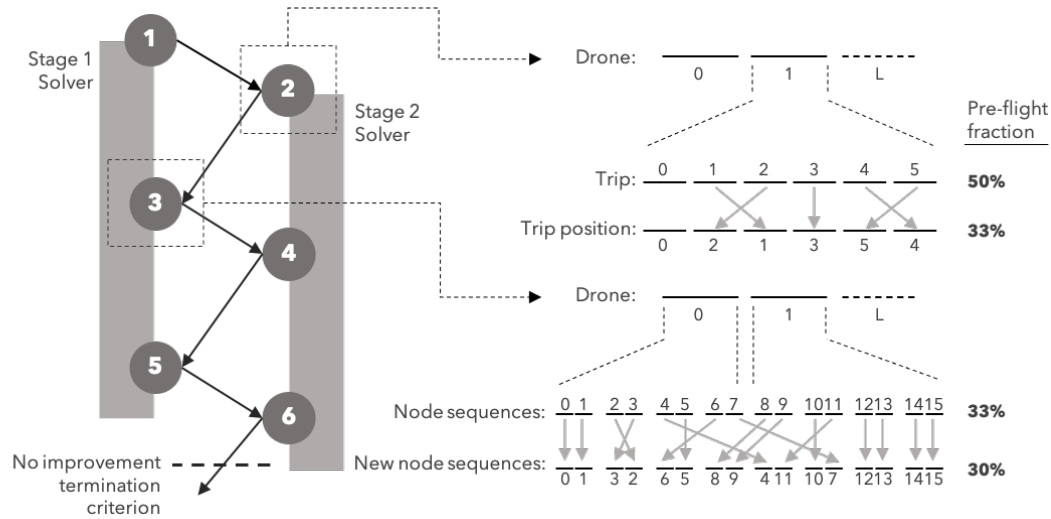 1
Stage 1
Solver
2
Stage 2
Solver
3
4
5
6
No improvement
termination
criterion
Drone:
0 1 L
Pre-flight
fraction
0 1 2 3 4 5
Trip: 50%
Trip position: 33%
0 2 1 3 5 4
Drone:
0 1 L
0 1 2 3 4 5 6 7 8 9 10 11 12 13 14 15
Node sequences: 33%
New node sequences: 30%
0 1 3 2 6 5 8 9 4 11 10 7 12 13 14 15